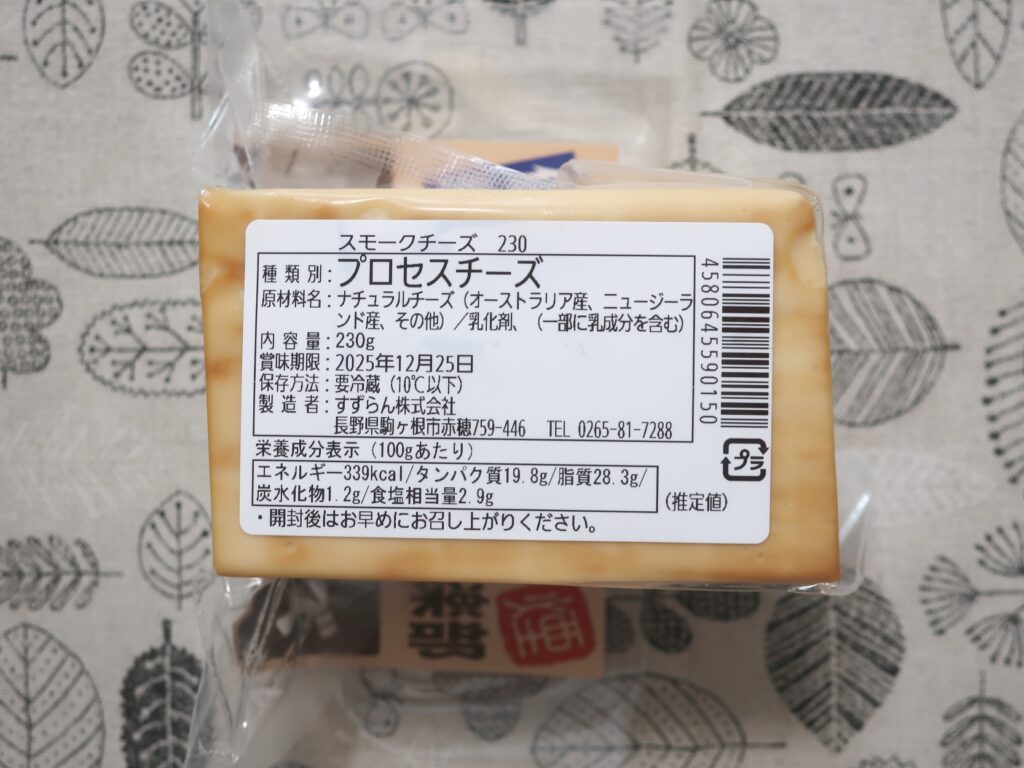 スモークチーズ 230
種類別：プロセスチーズ
原材料名：ナチュラルチーズ（オーストラリア産、ニュージーラ
ンド産、その他）／乳化剤、（一部に乳成分を含む）
内容量：230g
賞味期限：2025年12月25日
保存方法：要冷蔵（10℃以下）
製造者：すずらん株式会社
長野県駒ヶ根市赤穂759-446 TEL 0265-81-7288
栄養成分表示（100gあたり）
エネルギー339kcal/タンパク質19.8g/脂質28.3g/
炭水化物1.2g/食塩相当量2.9g
（推定値）
・開封後はお早めにお召し上がりください。
4580645590150
プラ